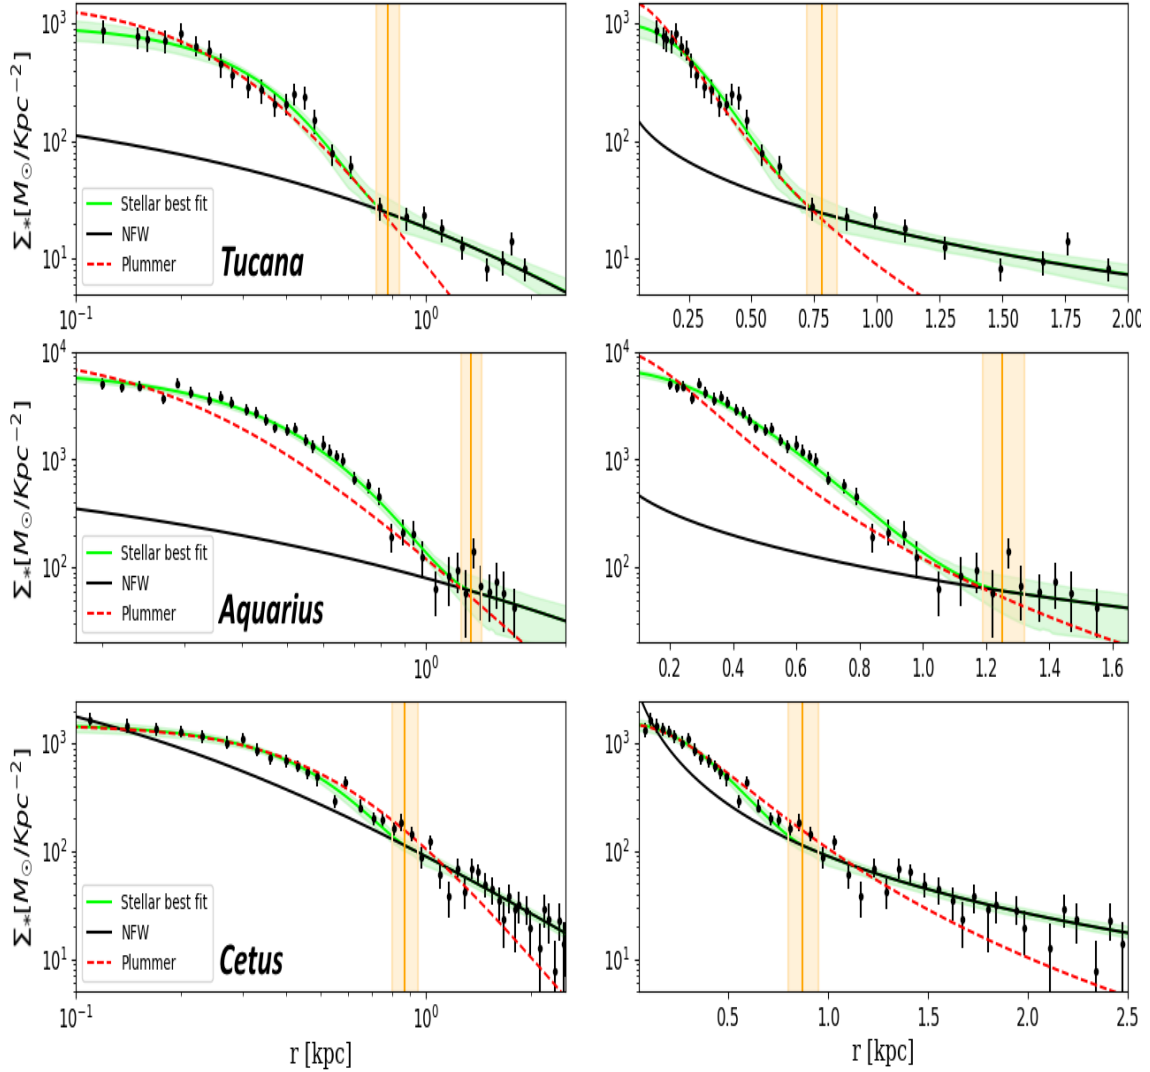 Σ*[M⊙/Kpc⁻²]
10³
10²
10¹
Stellar best fit
NFW
Plummer
Tucana
10⁻¹
10⁰
10³
10²
10¹
0.25 0.50 0.75 1.00 1.25 1.50 1.75 2.00
Σ*[M⊙/Kpc⁻²]
10⁴
10³
10²
Stellar best fit
NFW
Plummer
Aquarius
10⁰
10⁴
10³
10²
0.2 0.4 0.6 0.8 1.0 1.2 1.4 1.6
Σ*[M⊙/Kpc⁻²]
10³
10²
10¹
Stellar best fit
NFW
Plummer
Cetus
10⁻¹
10⁰
r [kpc]
10³
10²
10¹
0.5 1.0 1.5 2.0 2.5
r [kpc]